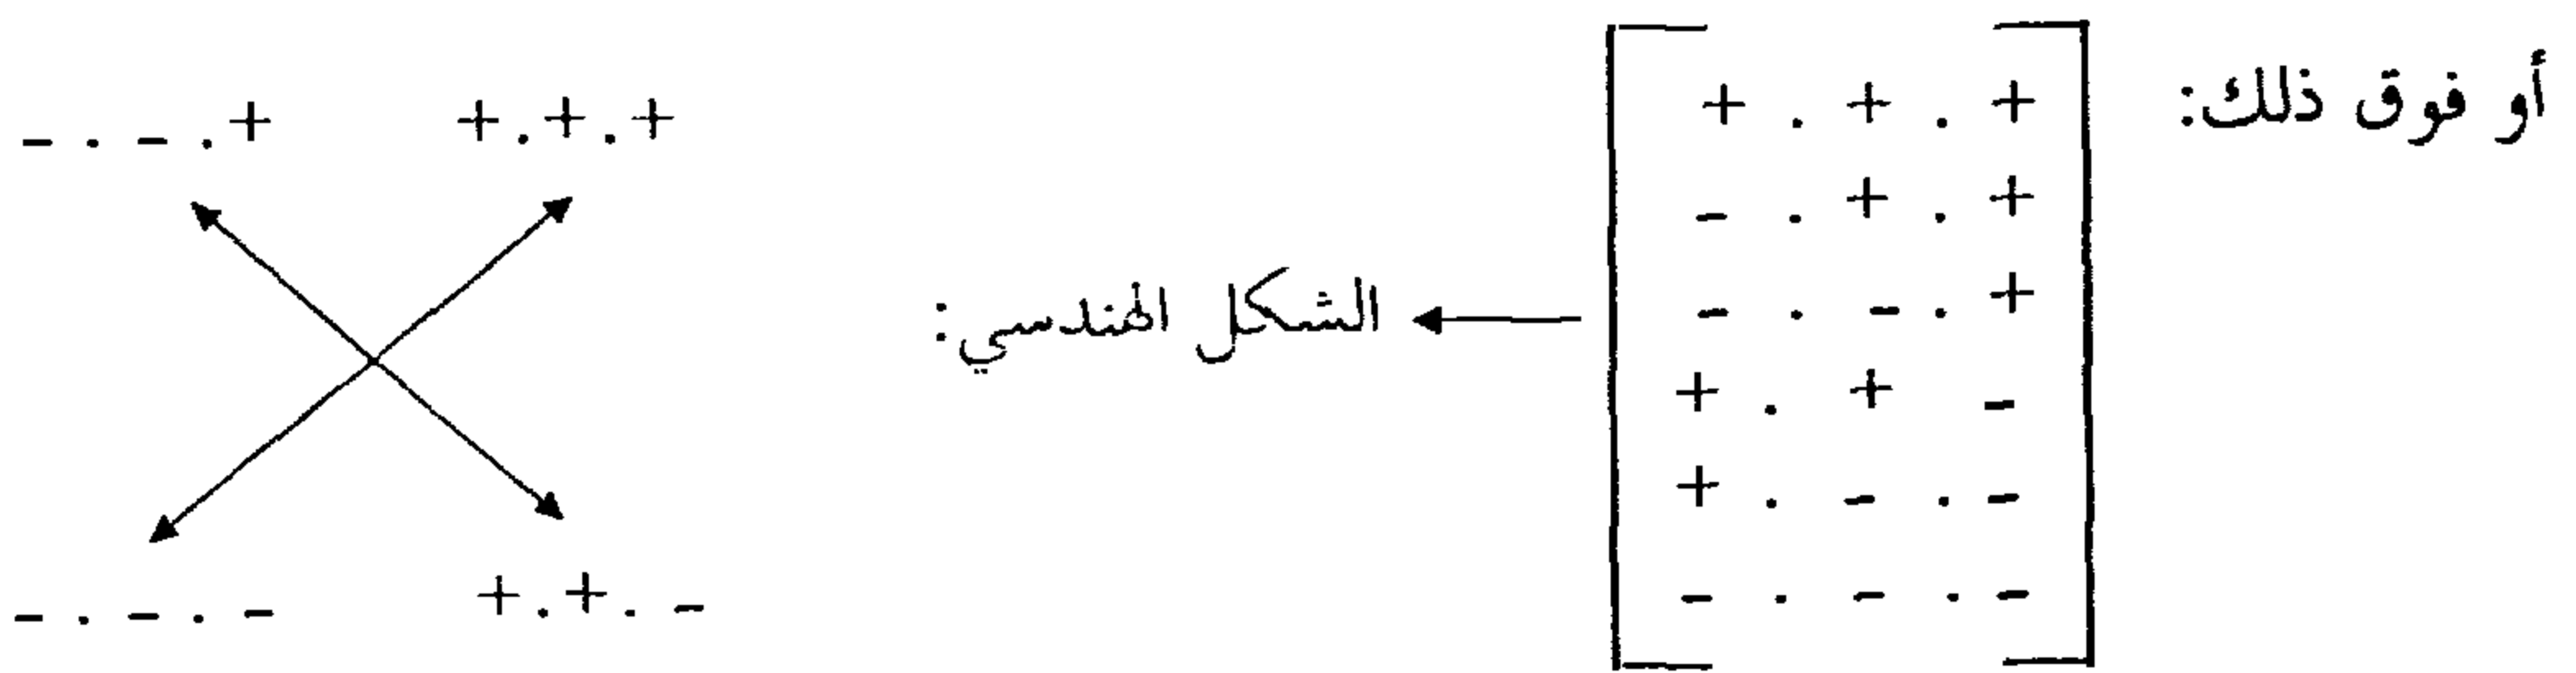 أو فوق ذلك:
+ . + . +
- . + . +
- . - . +
+ . + -
+ . - . -
- . - . -
الشكل الهندسي:
- . - . + +.+.+
- . - . - +.+. -